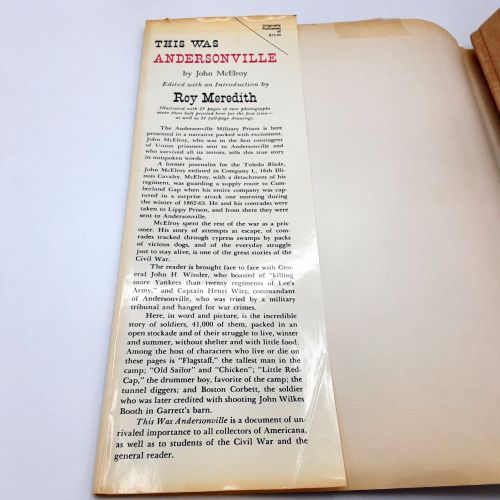 Originally
Published
at
THIS WAS
ANDERSONVILLE
by John McElroy
Edited with an Introduction by
Roy Meredith
Illustrated with 25 pages of rare photographs
more than half printed here for the first time—
as well as 24 full-page drawings.
The Andersonville Military Prison is here
presented in a narrative packed with excitement.
John McElroy, who was in the first contingent
of Union prisoners sent to Andersonville and
who survived all its terrors, tells this true story
in outspoken words.
A former journalist for the Toledo Blade,
John McElroy enlisted in Company L, 16th Illi-
nois Cavalry. McElroy, with a detachment of his
regiment, was guarding a supply route to Cum-
berland Gap when his entire company was cap-
tured in a surprise attack one morning during
the winter of 1862-63. He and his comrades were
taken to Lippy Prison, and from there they were
sent to Andersonville.
McElroy spent the rest of the war as a pris-
oner. His story of attempts at escape, of com-
rades tracked through cypress swamps by packs
of vicious dogs, and of the everyday struggle
just to stay alive, is one of the great stories of the
Civil War.
The reader is brought face to face with Gen-
eral John H. Winder, who boasted of "killing
more Yankees than twenty regiments of Lee's
Army," and Captain Henri Wirz, commandant
of Andersonville, who was tried by a military
tribunal and hanged for war crimes.
Here, in word and picture, is the incredible
story of soldiers, 41,000 of them, packed in an
open stockade and of their struggle to live, winter
and summer, without shelter and with little food.
Among the host of characters who live or die on
these pages is "Flagstaff," the tallest man in the
camp; "Old Sailor" and "Chicken"; "Little Red-
Cap," the drummer boy, favorite of the camp; the
tunnel diggers; and Boston Corbett, the soldier
who was later credited with shooting John Wilkes
Booth in Garrett's barn.
This Was Andersonville is a document of un-
rivaled importance to all collectors of Americana,
as well as to students of the Civil War and the
general reader.